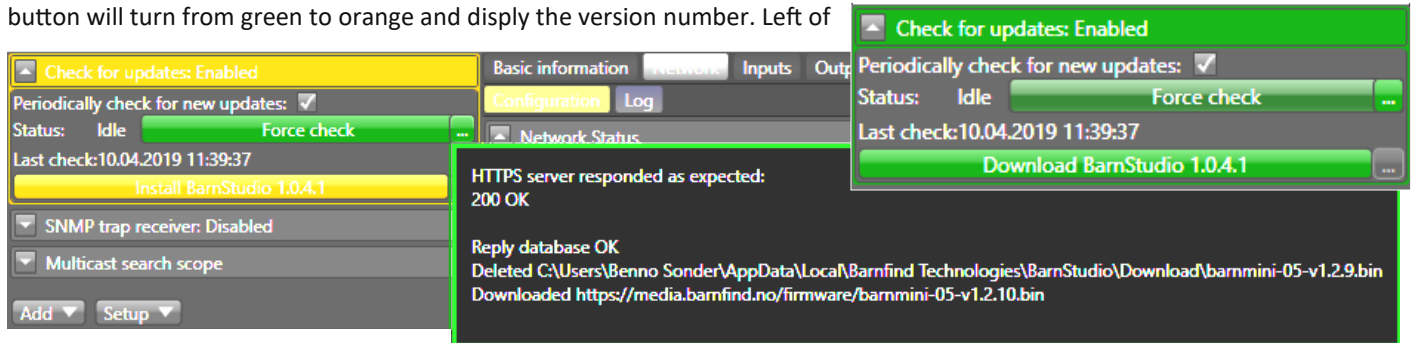 button will turn from green to orange and disply the version number. Left of
Check for updates: Enabled
Periodically check for new updates:
Status: Idle Force check ...
Last check:10.04.2019 11:39:37
Install BarnStudio 1.0.4.1
SNMP trap receiver: Disabled
Multicast search scope
Add Setup
Basic information Network Inputs Outp
Configuration Log
Network Status
HTTPS server responded as expected:
200 OK
Reply database OK
Deleted C:\Users\Benno Sonder\AppData\Local\Barnfind Technologies\BarnStudio\Download\barnmini-05-v1.2.9.bin
Downloaded https://media.barnfind.no/firmware/barnmini-05-v1.2.10.bin
Check for updates: Enabled
Periodically check for new updates:
Status: Idle Force check ...
Last check:10.04.2019 11:39:37
Download BarnStudio 1.0.4.1 ...